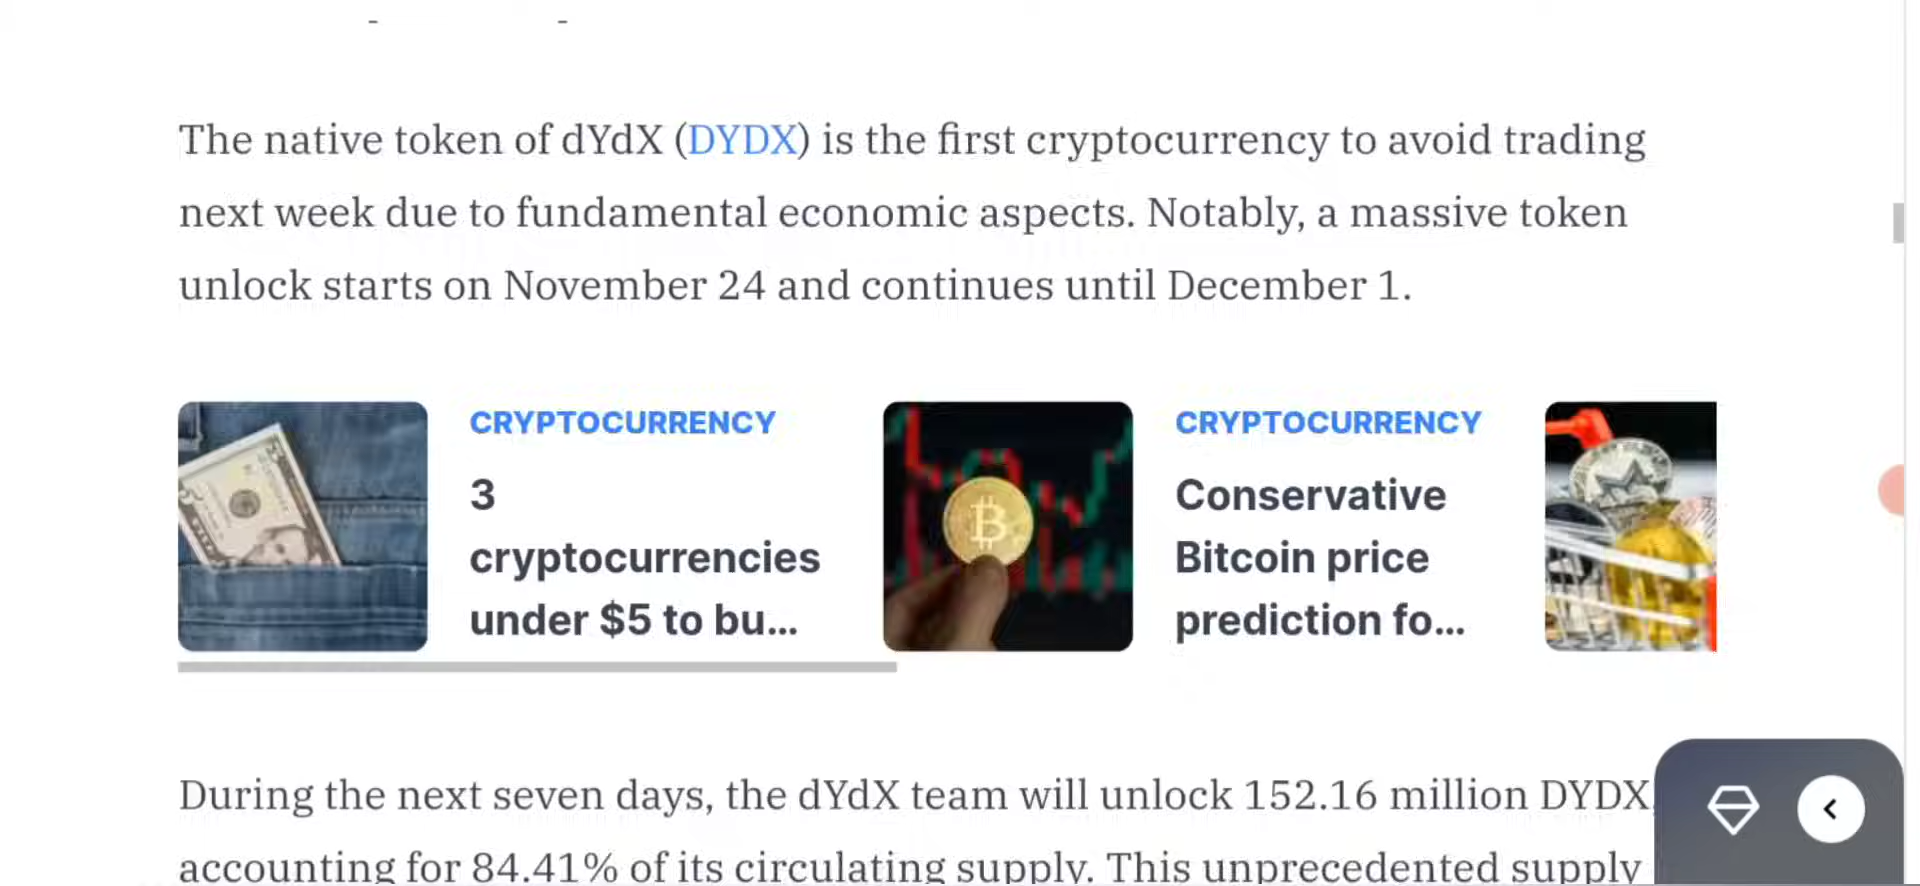 The native token of dYdX (DYDX) is the first cryptocurrency to avoid trading
next week due to fundamental economic aspects. Notably, a massive token
unlock starts on November 24 and continues until December 1.
CRYPTOCURRENCY
3
cryptocurrencies
under $5 to bu...
CRYPTOCURRENCY
Conservative
Bitcoin price
prediction fo...
During the next seven days, the dYdX team will unlock 152.16 million DYDX,
accounting for 84.41% of its circulating supply. This unprecedented supply